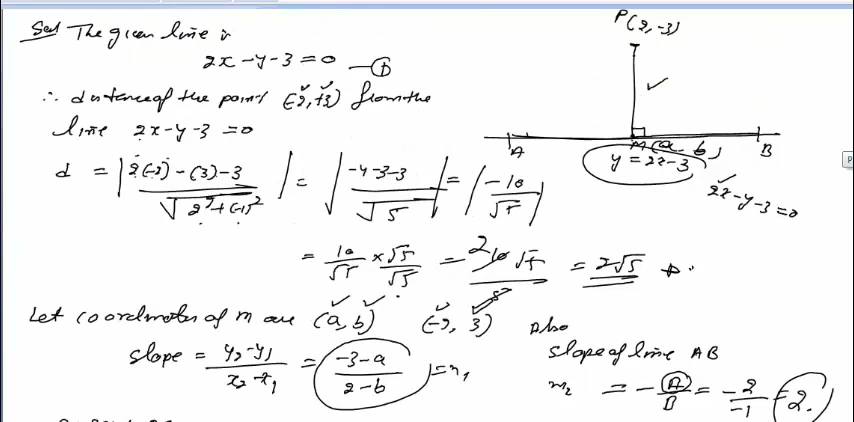 Sol The given line is
2x - y - 3 = 0 — ①
∴ distance of the point (-2, +3) from the
line 2x - y - 3 = 0
d = | 2(-2) - (3) - 3 / √2² + (-1)² | = | -4 - 3 - 3 / √5 | = | -10 / √5 |
= 10/√5 × √5/√5 = 2 10 √5 / 5 = 2√5
Let coordinates of m are (a, b) (-2, 3)
slope = y₂ - y₁ / x₂ - x₁ = -3 - a / 2 - b = m₁
Also
slope of line AB
m₂ = - A/B = - 2/-1 = 2.
P(2, -3)
A M(a, b) B
y = 2x - 3
2x - y - 3 = 0